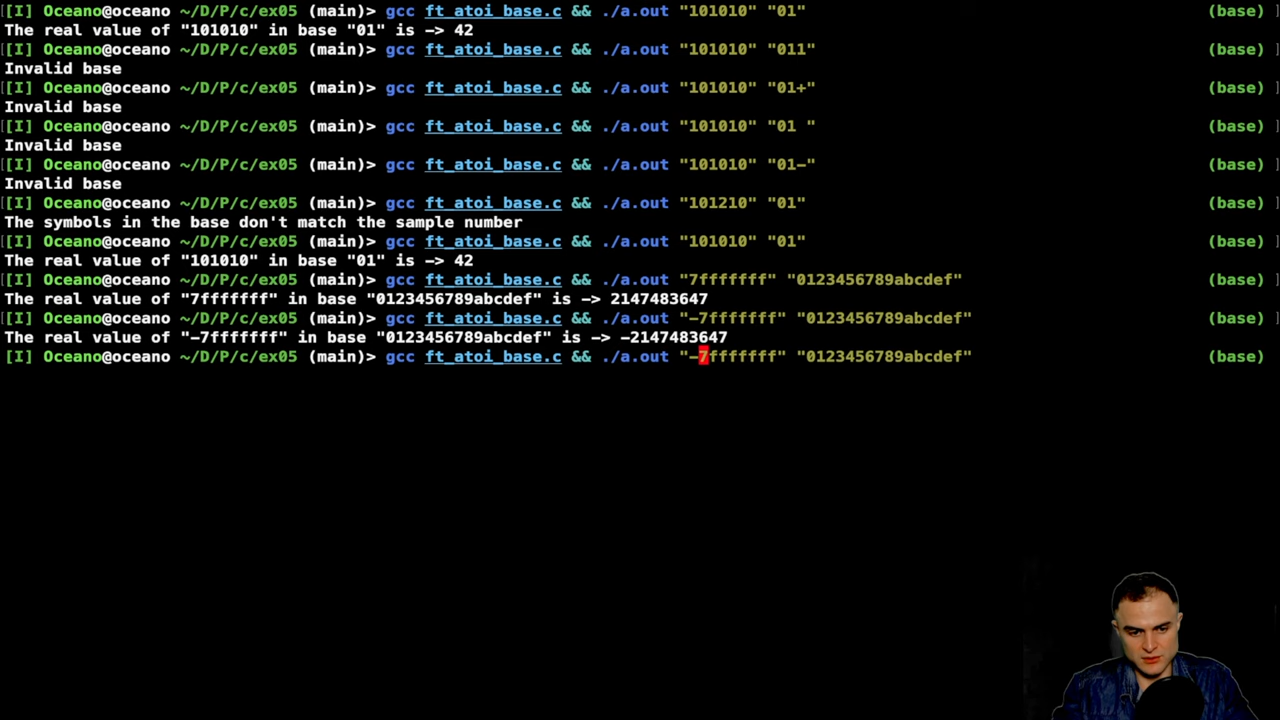 [I] Oceano@oceano ~/D/P/c/ex05 (main)> gcc ft_atoi_base.c && ./a.out "101010" "01" (base)
The real value of "101010" in base "01" is -> 42
[I] Oceano@oceano ~/D/P/c/ex05 (main)> gcc ft_atoi_base.c && ./a.out "101010" "011" (base)
Invalid base
[I] Oceano@oceano ~/D/P/c/ex05 (main)> gcc ft_atoi_base.c && ./a.out "101010" "01+" (base)
Invalid base
[I] Oceano@oceano ~/D/P/c/ex05 (main)> gcc ft_atoi_base.c && ./a.out "101010" "01 " (base)
Invalid base
[I] Oceano@oceano ~/D/P/c/ex05 (main)> gcc ft_atoi_base.c && ./a.out "101010" "01-" (base)
Invalid base
[I] Oceano@oceano ~/D/P/c/ex05 (main)> gcc ft_atoi_base.c && ./a.out "101210" "01" (base)
The symbols in the base don't match the sample number
[I] Oceano@oceano ~/D/P/c/ex05 (main)> gcc ft_atoi_base.c && ./a.out "101010" "01" (base)
The real value of "101010" in base "01" is -> 42
[I] Oceano@oceano ~/D/P/c/ex05 (main)> gcc ft_atoi_base.c && ./a.out "7fffffff" "0123456789abcdef" (base)
The real value of "7fffffff" in base "0123456789abcdef" is -> 2147483647
[I] Oceano@oceano ~/D/P/c/ex05 (main)> gcc ft_atoi_base.c && ./a.out "-7fffffff" "0123456789abcdef" (base)
The real value of "-7fffffff" in base "0123456789abcdef" is -> -2147483647
[I] Oceano@oceano ~/D/P/c/ex05 (main)> gcc ft_atoi_base.c && ./a.out "-7fffffff" "0123456789abcdef" (base)